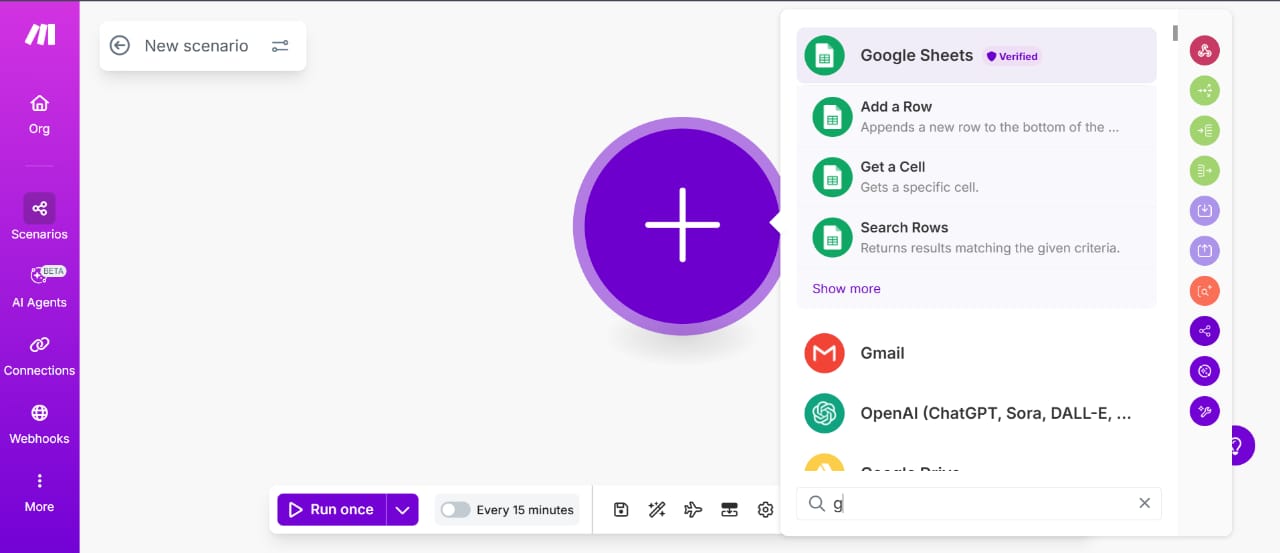 New scenario
Org
Scenarios
BETA
AI Agents
Connections
Webhooks
More
Run once
Every 15 minutes
Google Sheets
Verified
Add a Row
Appends a new row to the bottom of the ...
Get a Cell
Gets a specific cell.
Search Rows
Returns results matching the given criteria.
Show more
Gmail
OpenAI (ChatGPT, Sora, DALL-E, ...
Google Drive
g